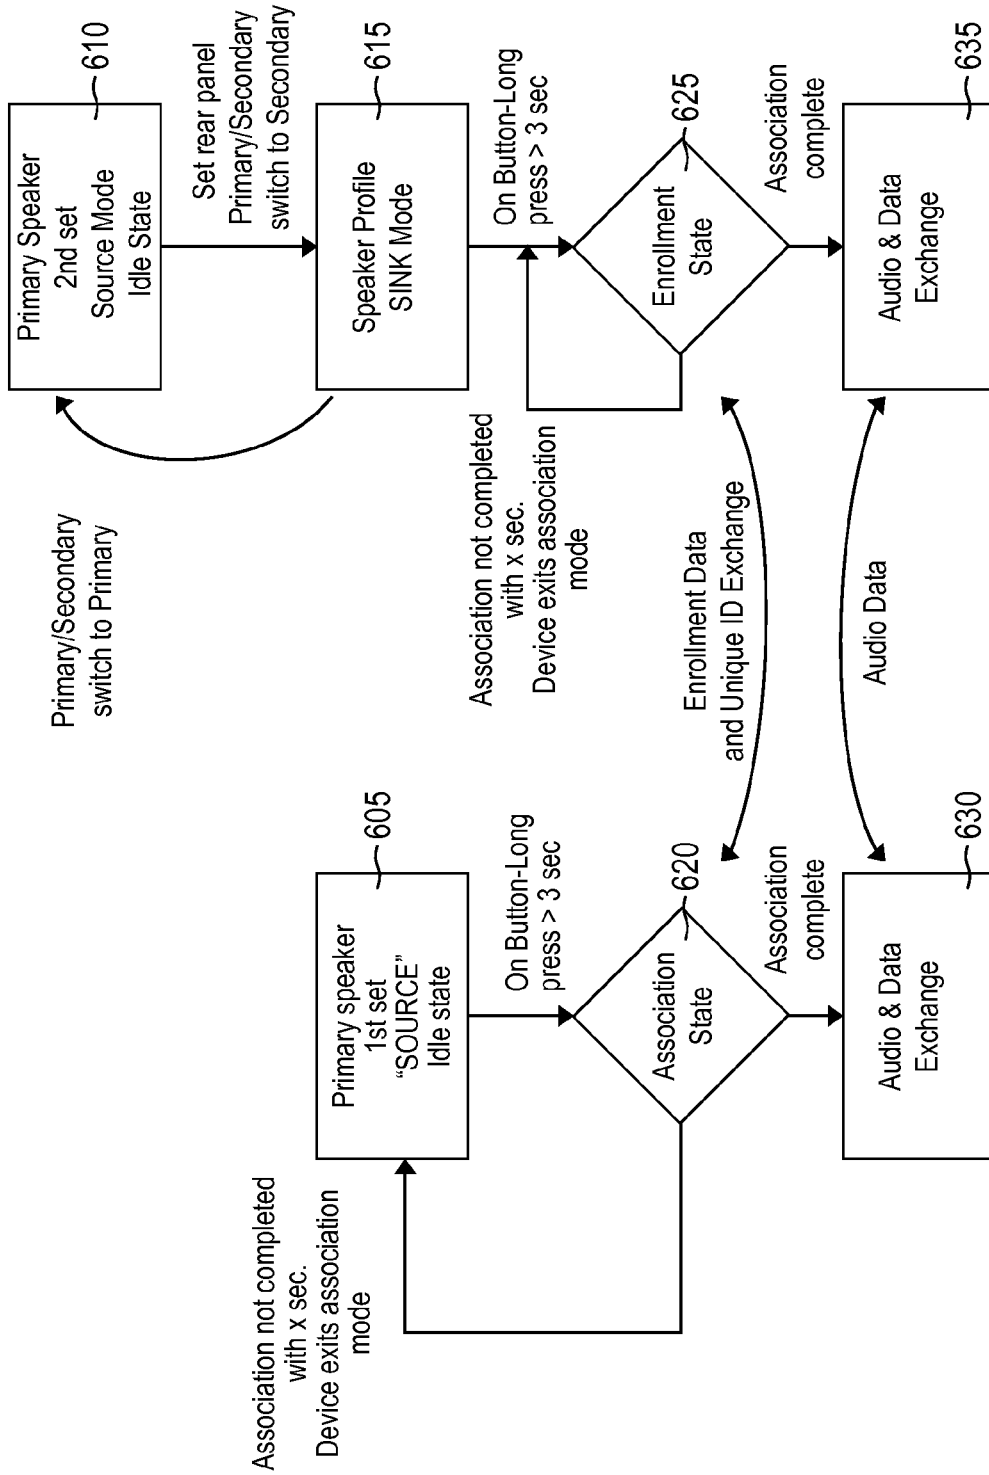 Primary Speaker
2nd set
Source Mode
Idle State
610
Set rear panel
Primary/Secondary
switch to Secondary
Primary/Secondary
switch to Primary
Primary speaker
1st set
“SOURCE”
Idle state
605
Speaker Profile
SINK Mode
615
Association not completed
with x sec.
Device exits association
mode
On Button-Long
press > 3 sec
Association not completed
with x sec.
Device exits association
mode
On Button-Long
press > 3 sec
Association
State
620
Enrollment Data
and Unique ID Exchange
Enrollment
State
625
Association
complete
Association
complete
Audio & Data
Exchange
630
Audio Data
Audio & Data
Exchange
635